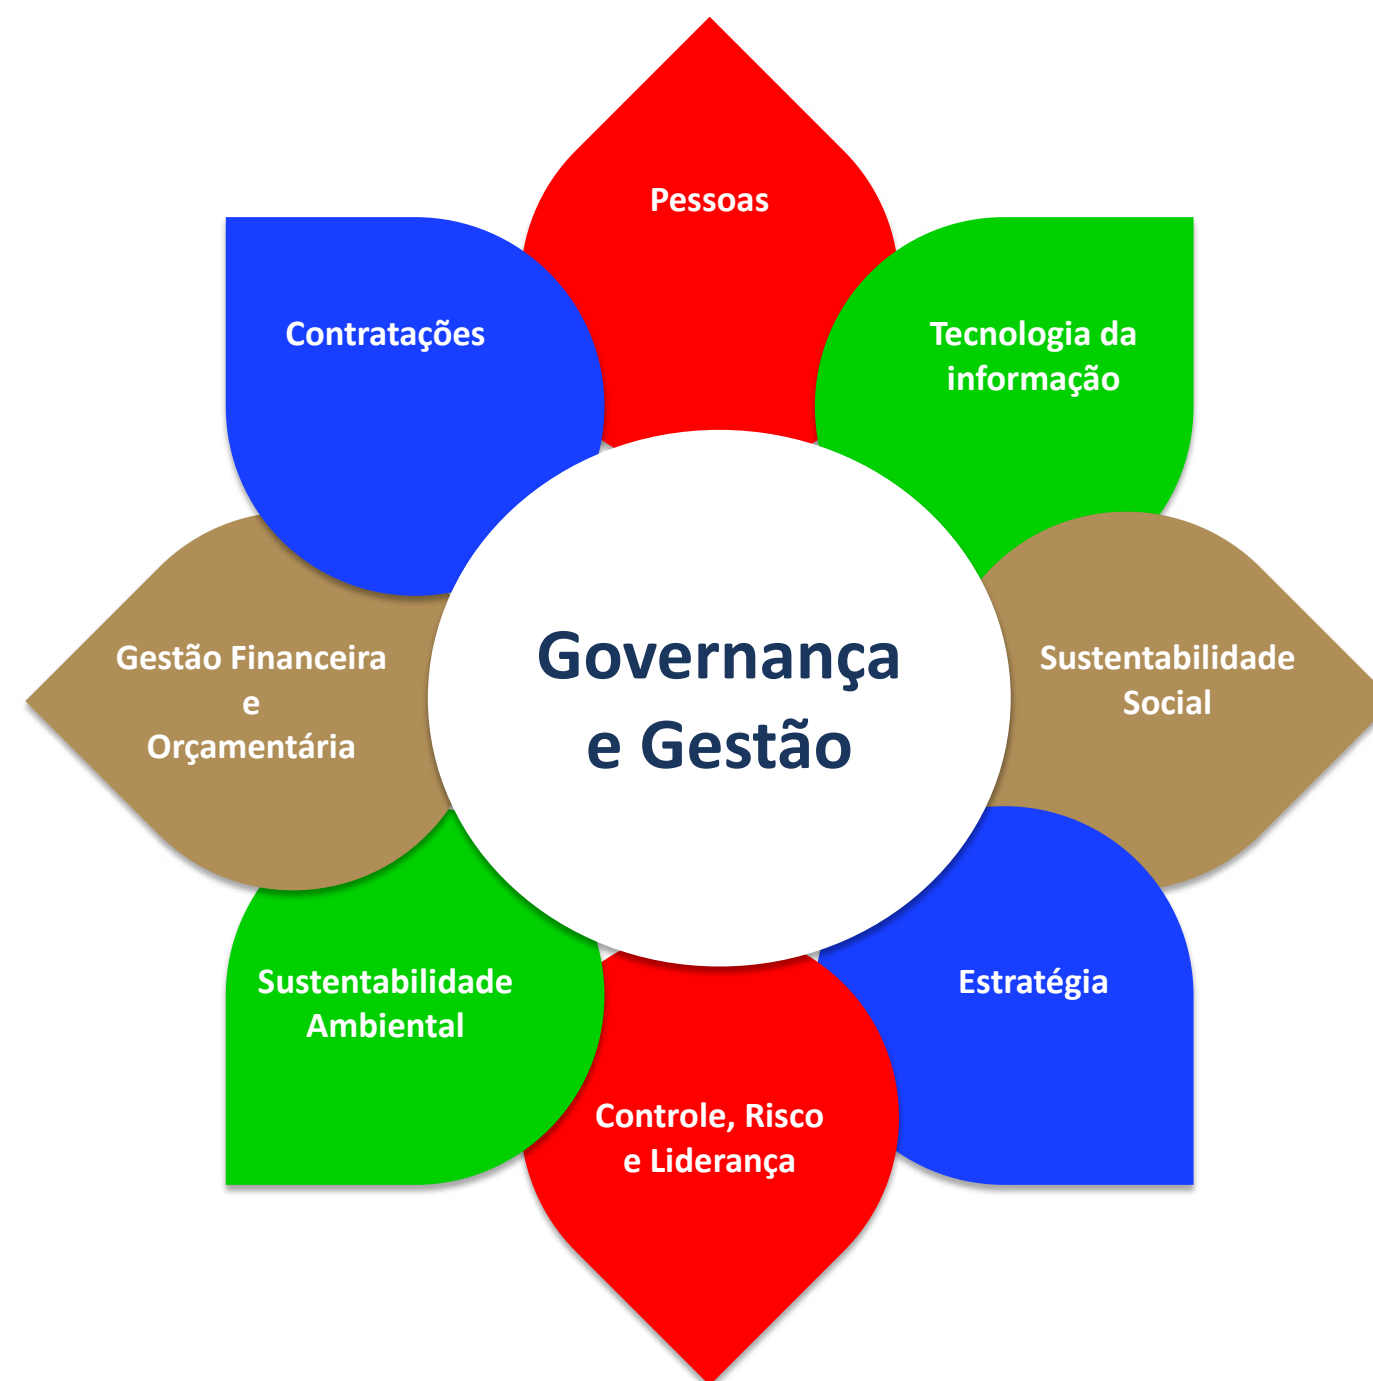 Pessoas
Contratações
Tecnologia da
informação
Gestão Financeira
e
Orçamentária
Governança
e Gestão
Sustentabilidade
Social
Sustentabilidade
Ambiental
Estratégia
Controle, Risco
e Liderança